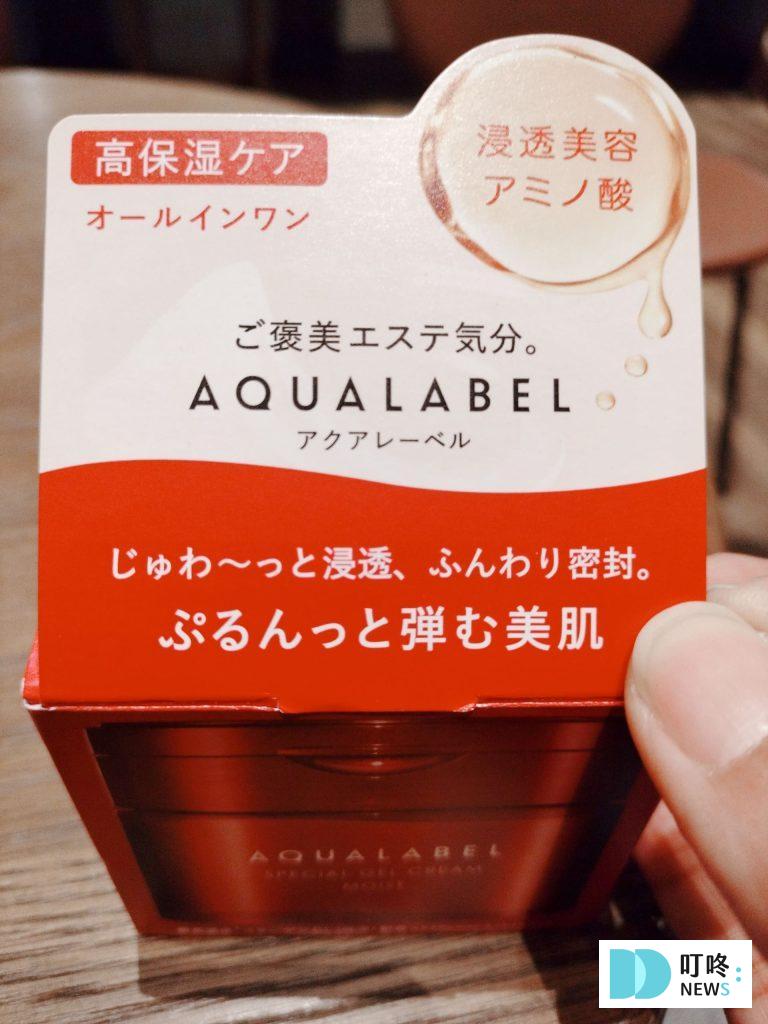 高保湿ケア
オールインワン
浸透美容
アミノ酸
ご褒美エステ気分。
AQUALABEL
アクアレーベル
じゅわ〜っと浸透、ふんわり密封。
ぷるんっと弾む美肌
AQUALABEL
SPECIAL GEL CREAM
MOIST
叮咚
NEWS